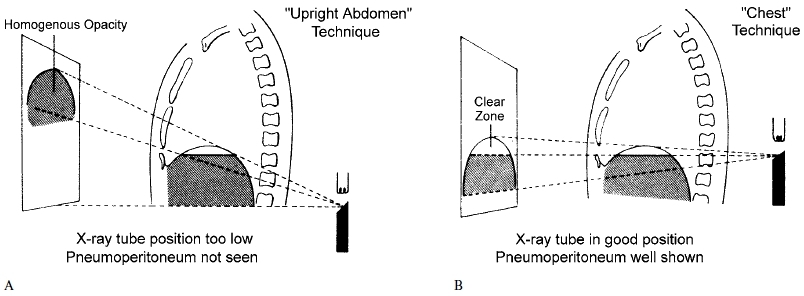 Homogenous Opacity
"Upright Abdomen"
Technique
X-ray tube position too low
Pneumoperitoneum not seen
A
"Chest"
Technique
Clear
Zone
X-ray tube in good position
Pneumoperitoneum well shown
B